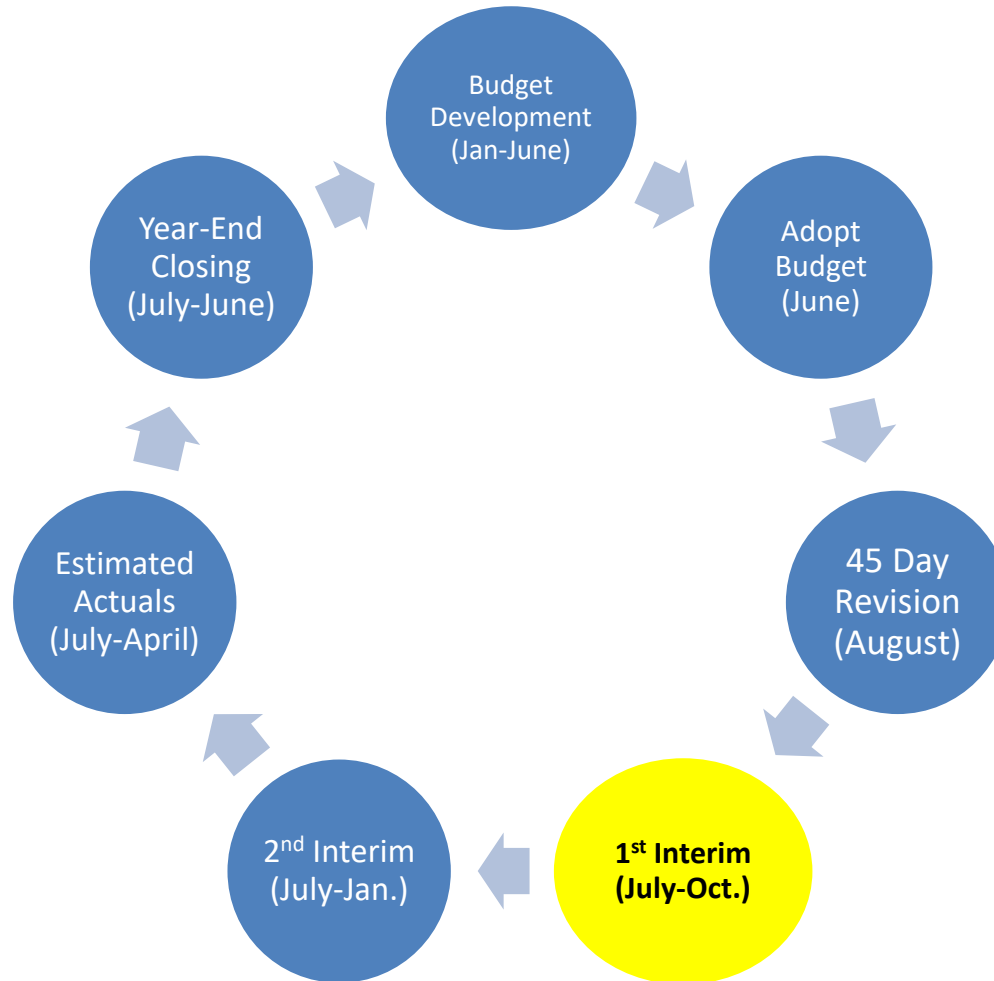 Budget
Development
(Jan-June)
Adopt
Budget
(June)
45 Day
Revision
(August)
1st Interim
(July-Oct.)
2nd Interim
(July-Jan.)
Estimated
Actuals
(July-April)
Year-End
Closing
(July-June)